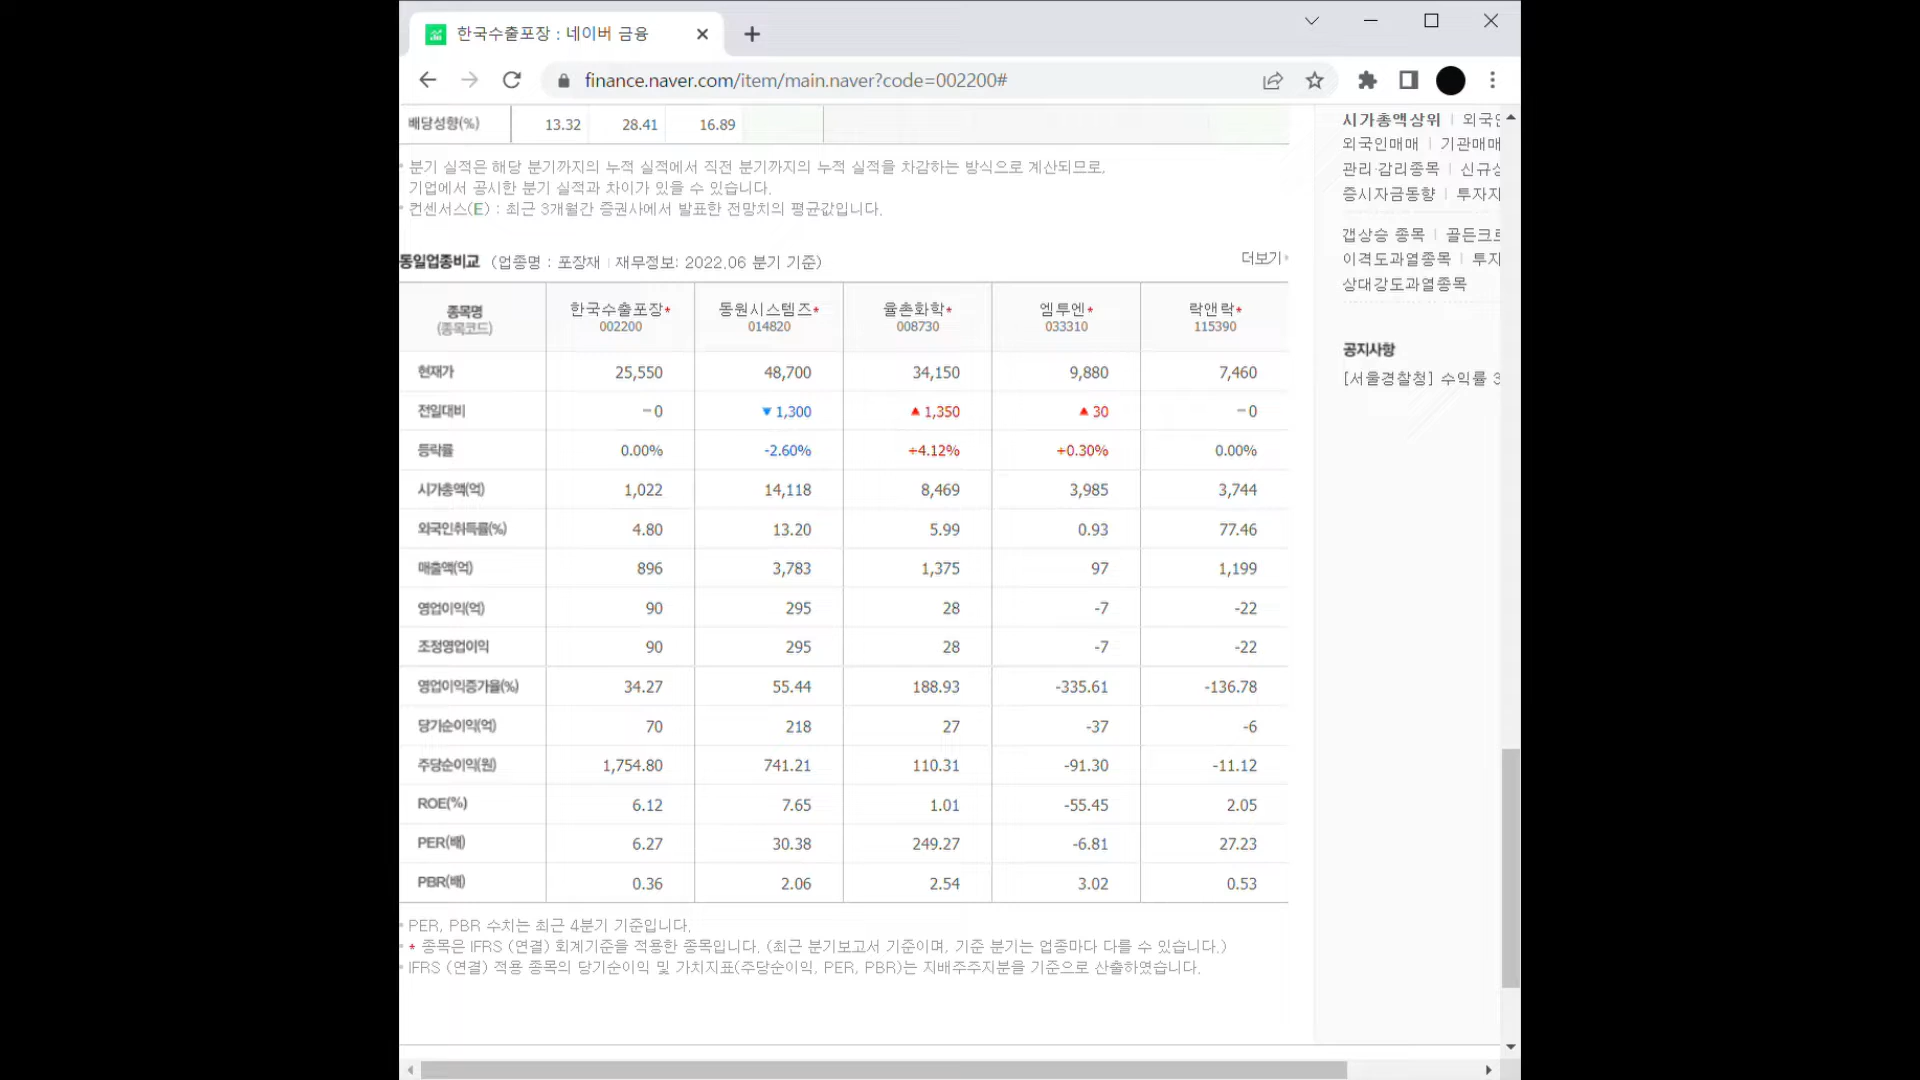 한국수출포장 : 네이버 금융
finance.naver.com/item/main.naver?code=002200#
배당성향(%) 13.32 28.41 16.89
분기 실적은 해당 분기까지의 누적 실적에서 직전 분기까지의 누적 실적을 차감하는 방식으로 계산되므로,
기업에서 공시한 분기 실적과 차이가 있을 수 있습니다.
컨센서스(E) : 최근 3개월간 증권사에서 발표한 전망치의 평균값입니다.
동일업종비교 (업종명 : 포장재 | 재무정보: 2022.06 분기 기준) 더보기
종목명 한국수출포장* 동원시스템즈* 율촌화학* 엠투엔* 락앤락*
(종목코드) 002200 014820 008730 033310 115390
현재가 25,550 48,700 34,150 9,880 7,460
전일대비 -0 ▼1,300 ▲1,350 ▲30 -0
등락률 0.00% -2.60% +4.12% +0.30% 0.00%
시가총액(억) 1,022 14,118 8,469 3,985 3,744
외국인취득률(%) 4.80 13.20 5.99 0.93 77.46
매출액(억) 896 3,783 1,375 97 1,199
영업이익(억) 90 295 28 -7 -22
조정영업이익 90 295 28 -7 -22
영업이익증가율(%) 34.27 55.44 188.93 -335.61 -136.78
당기순이익(억) 70 218 27 -37 -6
주당순이익(원) 1,754.80 741.21 110.31 -91.30 -11.12
ROE(%) 6.12 7.65 1.01 -55.45 2.05
PER(배) 6.27 30.38 249.27 -6.81 27.23
PBR(배) 0.36 2.06 2.54 3.02 0.53
PER, PBR 수치는 최근 4분기 기준입니다.
* 종목은 IFRS (연결) 회계기준을 적용한 종목입니다. (최근 분기보고서 기준이며, 기준 분기는 업종마다 다를 수 있습니다.)
IFRS (연결) 적용 종목의 당기순이익 및 가치지표(주당순이익, PER, PBR)는 지배주주지분을 기준으로 산출하였습니다.
시가총액상위 |
외국인매매 | 기관매매
관리·감리종목 |
증시자금동향 |
갭상승 종목 |
이격도과열종목 |
상대강도과열종목
공지사항
[서울경찰청] 수익률